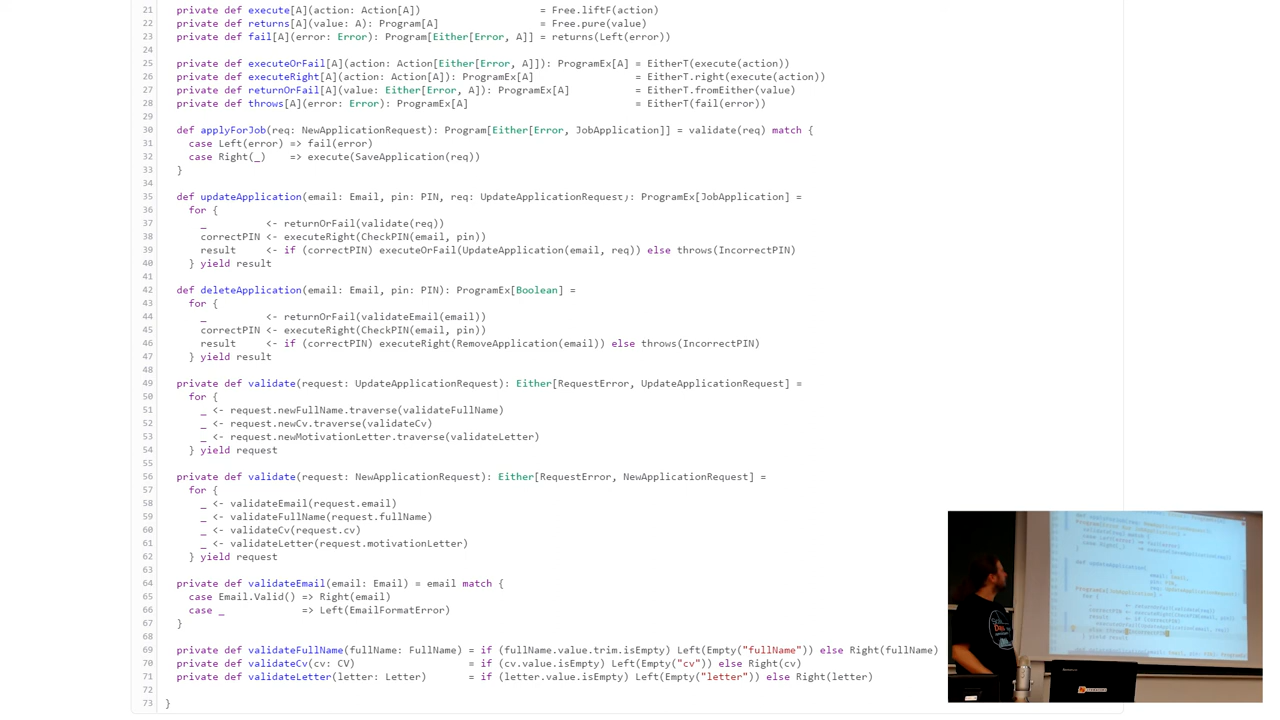 21 private def execute[A](action: Action[A]) = Free.liftF(action)
22 private def returns[A](value: A): Program[A] = Free.pure(value)
23 private def fail[A](error: Error): Program[Either[Error, A]] = returns(Left(error))
24
25 private def executeOrFail[A](action: Action[Either[Error, A]]): ProgramEx[A] = EitherT(execute(action))
26 private def executeRight[A](action: Action[A]): ProgramEx[A] = EitherT.right(execute(action))
27 private def returnOrFail[A](value: Either[Error, A]): ProgramEx[A] = EitherT.fromEither(value)
28 private def throws[A](error: Error): ProgramEx[A] = EitherT(fail(error))
29
30 def applyForJob(req: NewApplicationRequest): Program[Either[Error, JobApplication]] = validate(req) match {
31 case Left(error) => fail(error)
32 case Right(_) => execute(SaveApplication(req))
33 }
34
35 def updateApplication(email: Email, pin: PIN, req: UpdateApplicationRequest): ProgramEx[JobApplication] =
36 for {
37 _ <- returnOrFail(validate(req))
38 correctPIN <- executeRight(CheckPIN(email, pin))
39 result <- if (correctPIN) executeOrFail(UpdateApplication(email, req)) else throws(IncorrectPIN)
40 } yield result
41
42 def deleteApplication(email: Email, pin: PIN): ProgramEx[Boolean] =
43 for {
44 _ <- returnOrFail(validateEmail(email))
45 correctPIN <- executeRight(CheckPIN(email, pin))
46 result <- if (correctPIN) executeRight(RemoveApplication(email)) else throws(IncorrectPIN)
47 } yield result
48
49 private def validate(request: UpdateApplicationRequest): Either[RequestError, UpdateApplicationRequest] =
50 for {
51 _ <- request.newFullName.traverse(validateFullName)
52 _ <- request.newCv.traverse(validateCv)
53 _ <- request.newMotivationLetter.traverse(validateLetter)
54 } yield request
55
56 private def validate(request: NewApplicationRequest): Either[RequestError, NewApplicationRequest] =
57 for {
58 _ <- validateEmail(request.email)
59 _ <- validateFullName(request.fullName)
60 _ <- validateCv(request.cv)
61 _ <- validateLetter(request.motivationLetter)
62 } yield request
63
64 private def validateEmail(email: Email) = email match {
65 case Email.Valid() => Right(email)
66 case _ => Left(EmailFormatError)
67 }
68
69 private def validateFullName(fullName: FullName) = if (fullName.value.trim.isEmpty) Left(Empty("fullName")) else Right(fullName)
70 private def validateCv(cv: CV) = if (cv.value.isEmpty) Left(Empty("cv")) else Right(cv)
71 private def validateLetter(letter: Letter) = if (letter.value.isEmpty) Left(Empty("letter")) else Right(letter)
72
73 }